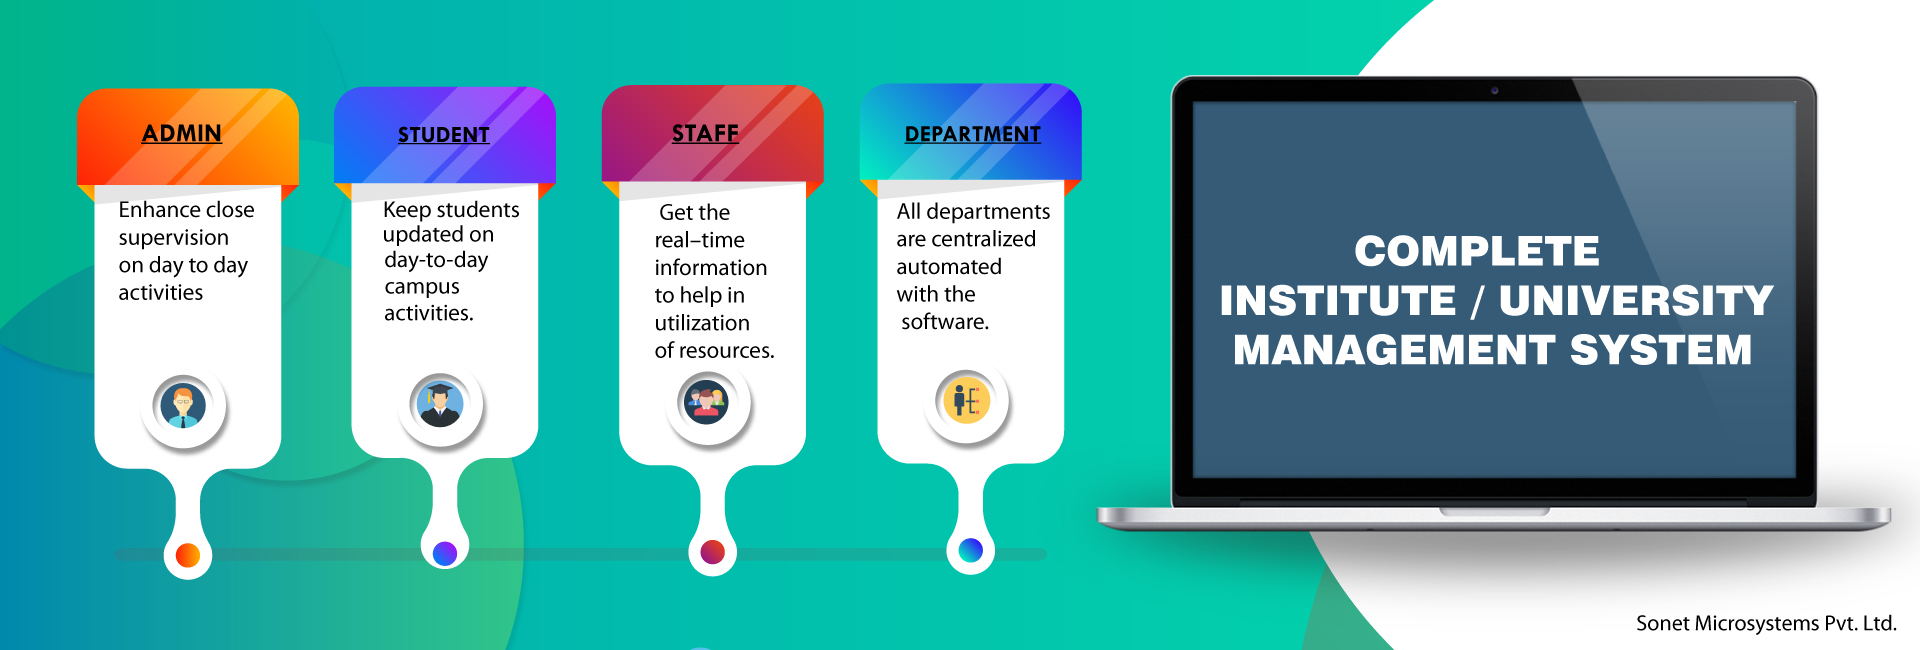 ADMIN
Enhance close
supervision
on day to day
activities
STUDENT
Keep students
updated on
day-to-day
campus
activities.
STAFF
Get the
real–time
information
to help in
utilization
of resources.
DEPARTMENT
All departments
are centralized
automated
with the
software.
COMPLETE
INSTITUTE / UNIVERSITY
MANAGEMENT SYSTEM
Sonet Microsystems Pvt. Ltd.